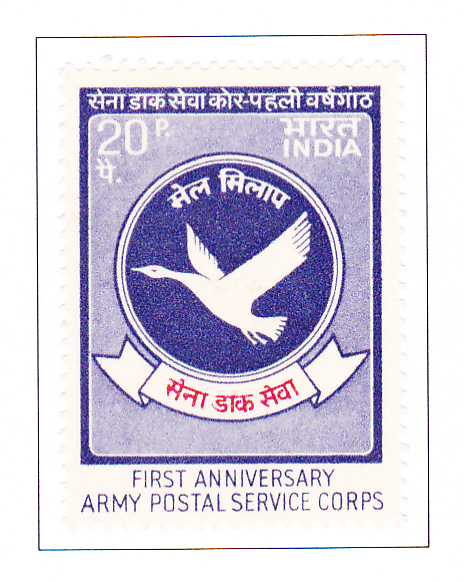 सेना डाक सेवा कोर-पहली वर्षगांठ
20 P.
पै.
भारत
INDIA
मेल मिलाप
सेना डाक सेवा
FIRST ANNIVERSARY
ARMY POSTAL SERVICE CORPS